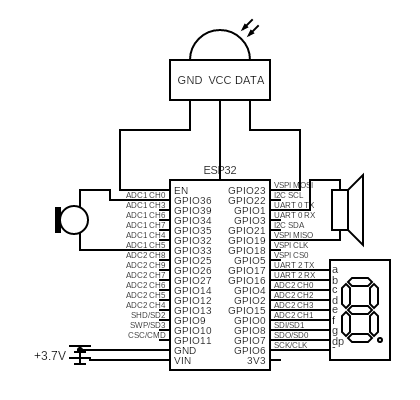 GND VCC DATA
ESP32
VSPI MOSI
EN GPIO23
ADC1 CH0 I2C SCL
GPIO36 GPIO22
ADC1 CH3 UART 0 TX
GPIO39 GPIO1
ADC1 CH6 UART 0 RX
GPIO34 GPIO3
ADC1 CH7 I2C SDA
GPIO35 GPIO21
ADC1 CH4 VSPI MISO
GPIO32 GPIO19
ADC1 CH5 VSPI CLK
GPIO33 GPIO18
ADC2 CH8 VSPI CS0
GPIO25 GPIO5
ADC2 CH9 UART 2 TX
GPIO26 GPIO17 a
ADC2 CH7 UART 2 RX
GPIO27 GPIO16 b
ADC2 CH6 ADC2 CH0
GPIO14 GPIO4 c
ADC2 CH5 ADC2 CH2
GPIO12 GPIO2 d
ADC2 CH4 ADC2 CH3
GPIO13 GPIO15 e
SHD/SD2 ADC2 CH1
GPIO9 GPIO0 f
SWP/SD3 SDI/SD1
GPIO10 GPIO8 g
CSC/CMD SDO/SD0
GPIO11 GPIO7 dp
SCK/CLK
GND GPIO6 -
+3.7V
VIN 3V3